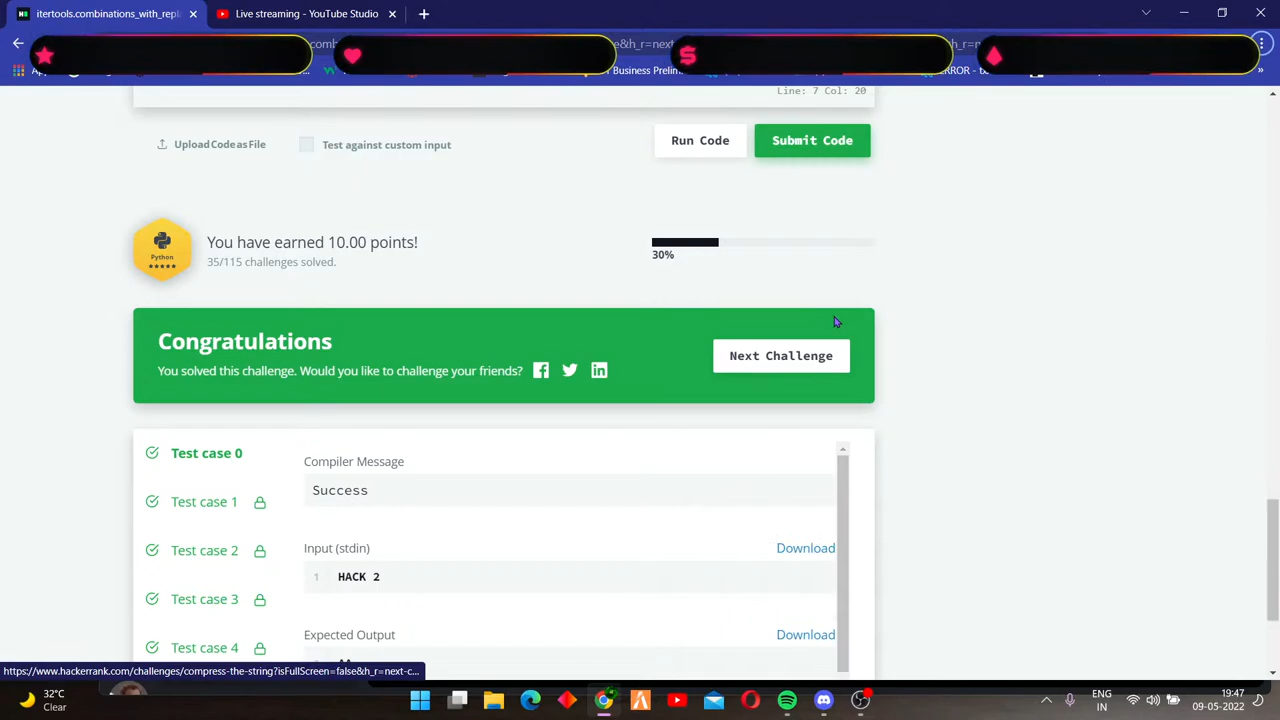 itertools.combinations_with_repl
Live streaming - YouTube Studio
Business Prelim
ERROR - t
Line: 7 Col: 20
Upload Code as File
Test against custom input
Run Code
Submit Code
You have earned 10.00 points!
35/115 challenges solved.
30%
Python
Congratulations
You solved this challenge. Would you like to challenge your friends?
Next Challenge
Test case 0
Compiler Message
Success
Test case 1
Test case 2
Input (stdin)
Download
1 HACK 2
Test case 3
Expected Output
Download
Test case 4
https://www.hackerrank.com/challenges/compress-the-string?isFullScreen=false&h_r=next-c...
32°C
Clear
ENG
IN
19:47
09-05-2022